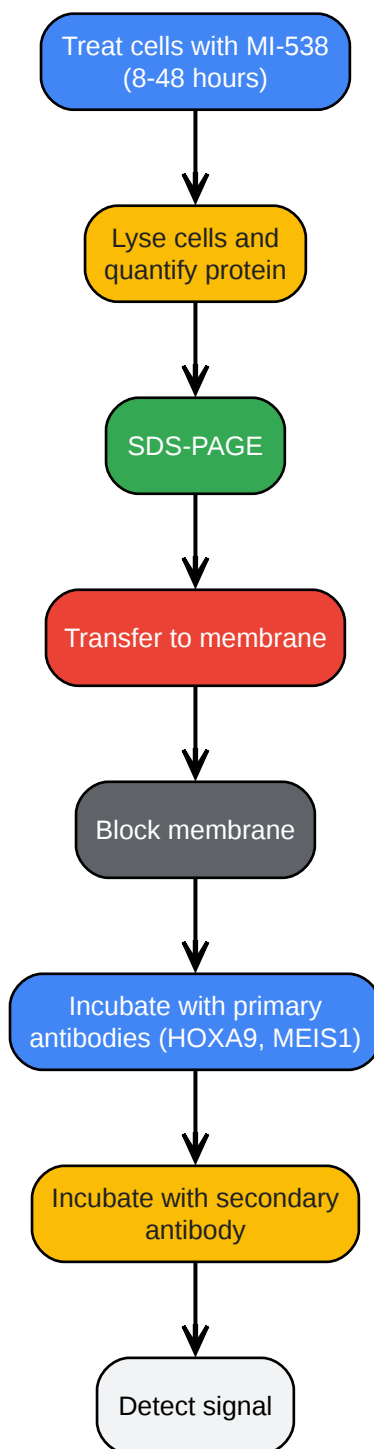 Treat cells with MI-538
(8-48 hours)
Lyse cells and
quantify protein
SDS-PAGE
Transfer to membrane
Block membrane
Incubate with primary
antibodies (HOXA9, MEIS1)
Incubate with secondary
antibody
Detect signal